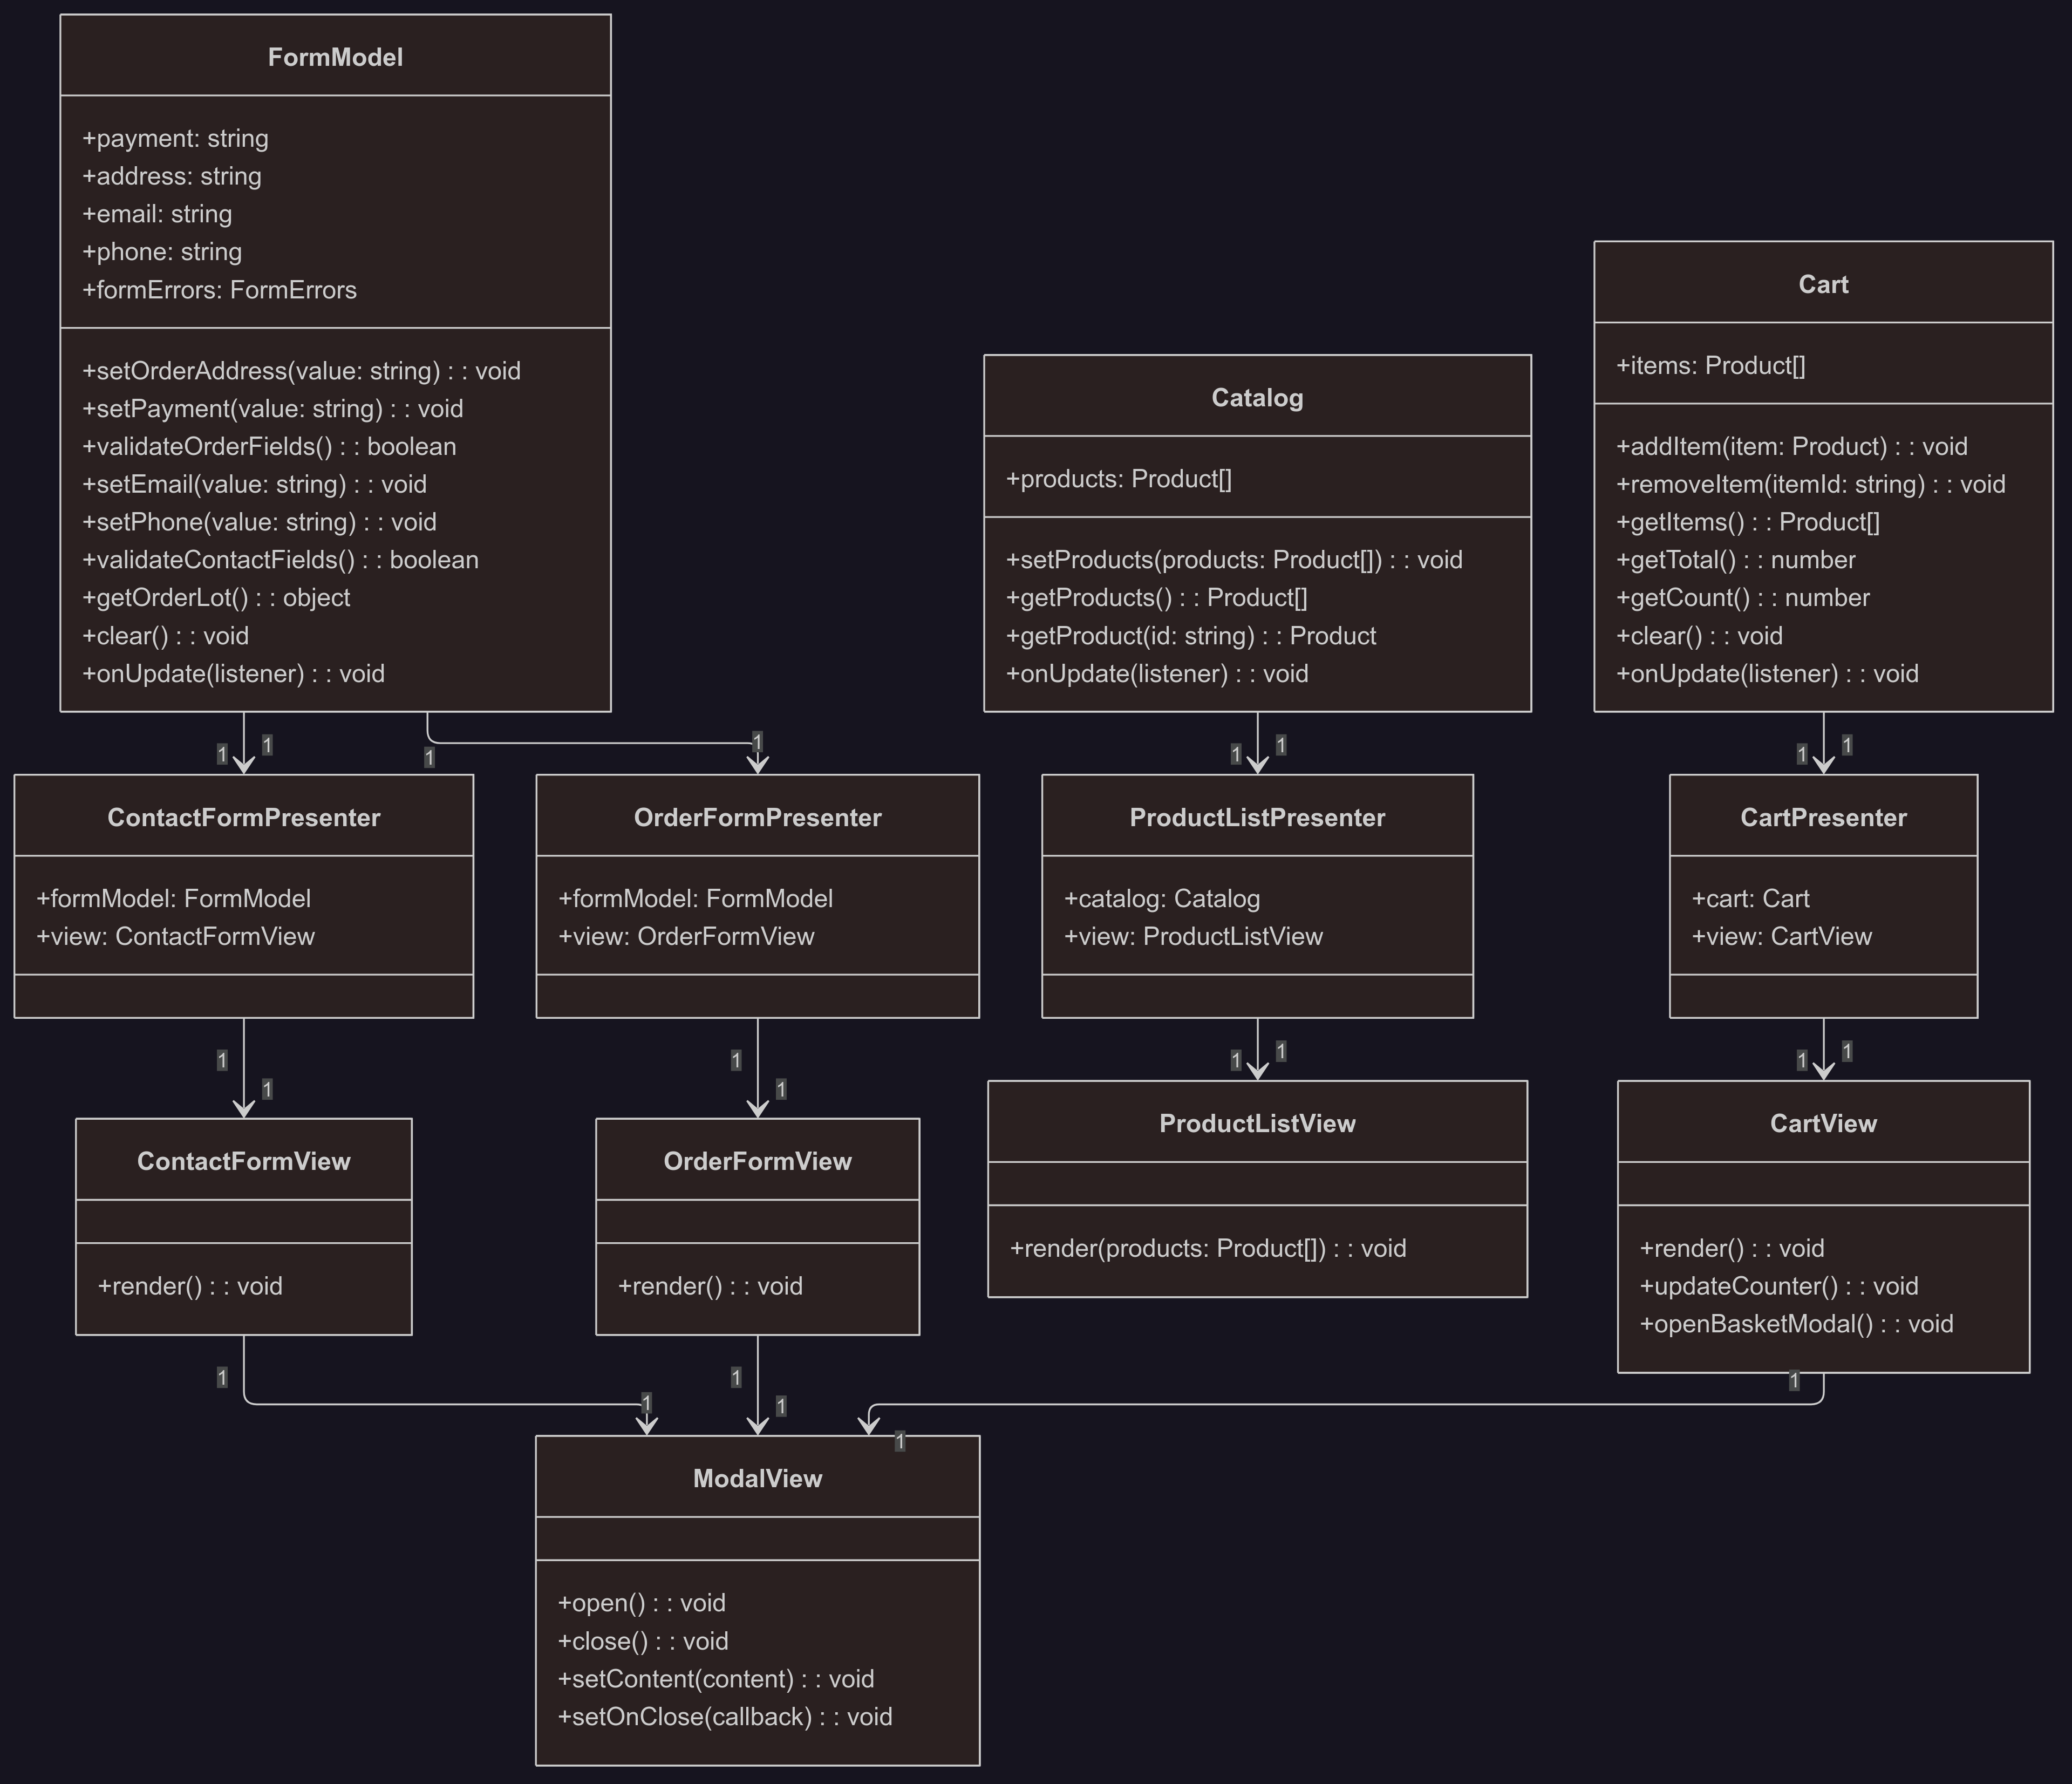 FormModel
+payment: string
+address: string
+email: string
+phone: string
+formErrors: FormErrors
+setOrderAddress(value: string) : : void
+setPayment(value: string) : : void
+validateOrderFields() : : boolean
+setEmail(value: string) : : void
+setPhone(value: string) : : void
+validateContactFields() : : boolean
+getOrderLot() : : object
+clear() : : void
+onUpdate(listener) : : void
Catalog
+products: Product[]
+setProducts(products: Product[]) : : void
+getProducts() : : Product[]
+getProduct(id: string) : : Product
+onUpdate(listener) : : void
Cart
+items: Product[]
+addItem(item: Product) : : void
+removeItem(itemId: string) : : void
+getItems() : : Product[]
+getTotal() : : number
+getCount() : : number
+clear() : : void
+onUpdate(listener) : : void
1
1
1
1
1
1
1
1
ContactFormPresenter
+formModel: FormModel
+view: ContactFormView
OrderFormPresenter
+formModel: FormModel
+view: OrderFormView
ProductListPresenter
+catalog: Catalog
+view: ProductListView
CartPresenter
+cart: Cart
+view: CartView
1
1
1
1
1
1
1
1
ContactFormView
+render() : : void
OrderFormView
+render() : : void
ProductListView
+render(products: Product[]) : : void
CartView
+render() : : void
+updateCounter() : : void
+openBasketModal() : : void
1
1
1
1
1
1
ModalView
+open() : : void
+close() : : void
+setContent(content) : : void
+setOnClose(callback) : : void